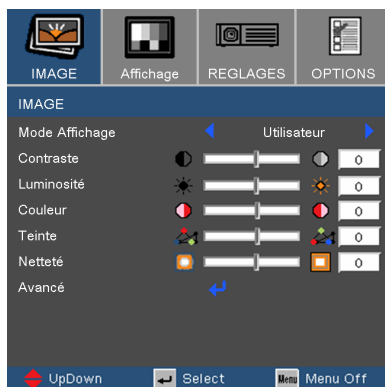 IMAGE Affichage REGLAGES OPTIONS
IMAGE
Mode Affichage Utilisateur
Contraste 0
Luminosité 0
Couleur 0
Teinte 0
Netteté 0
Avancé
UpDown Select Menu Menu Off